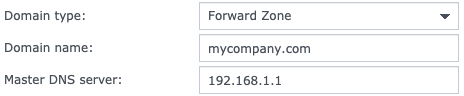 Domain type: Forward Zone
Domain name: mycompany.com
Master DNS server: 192.168.1.1